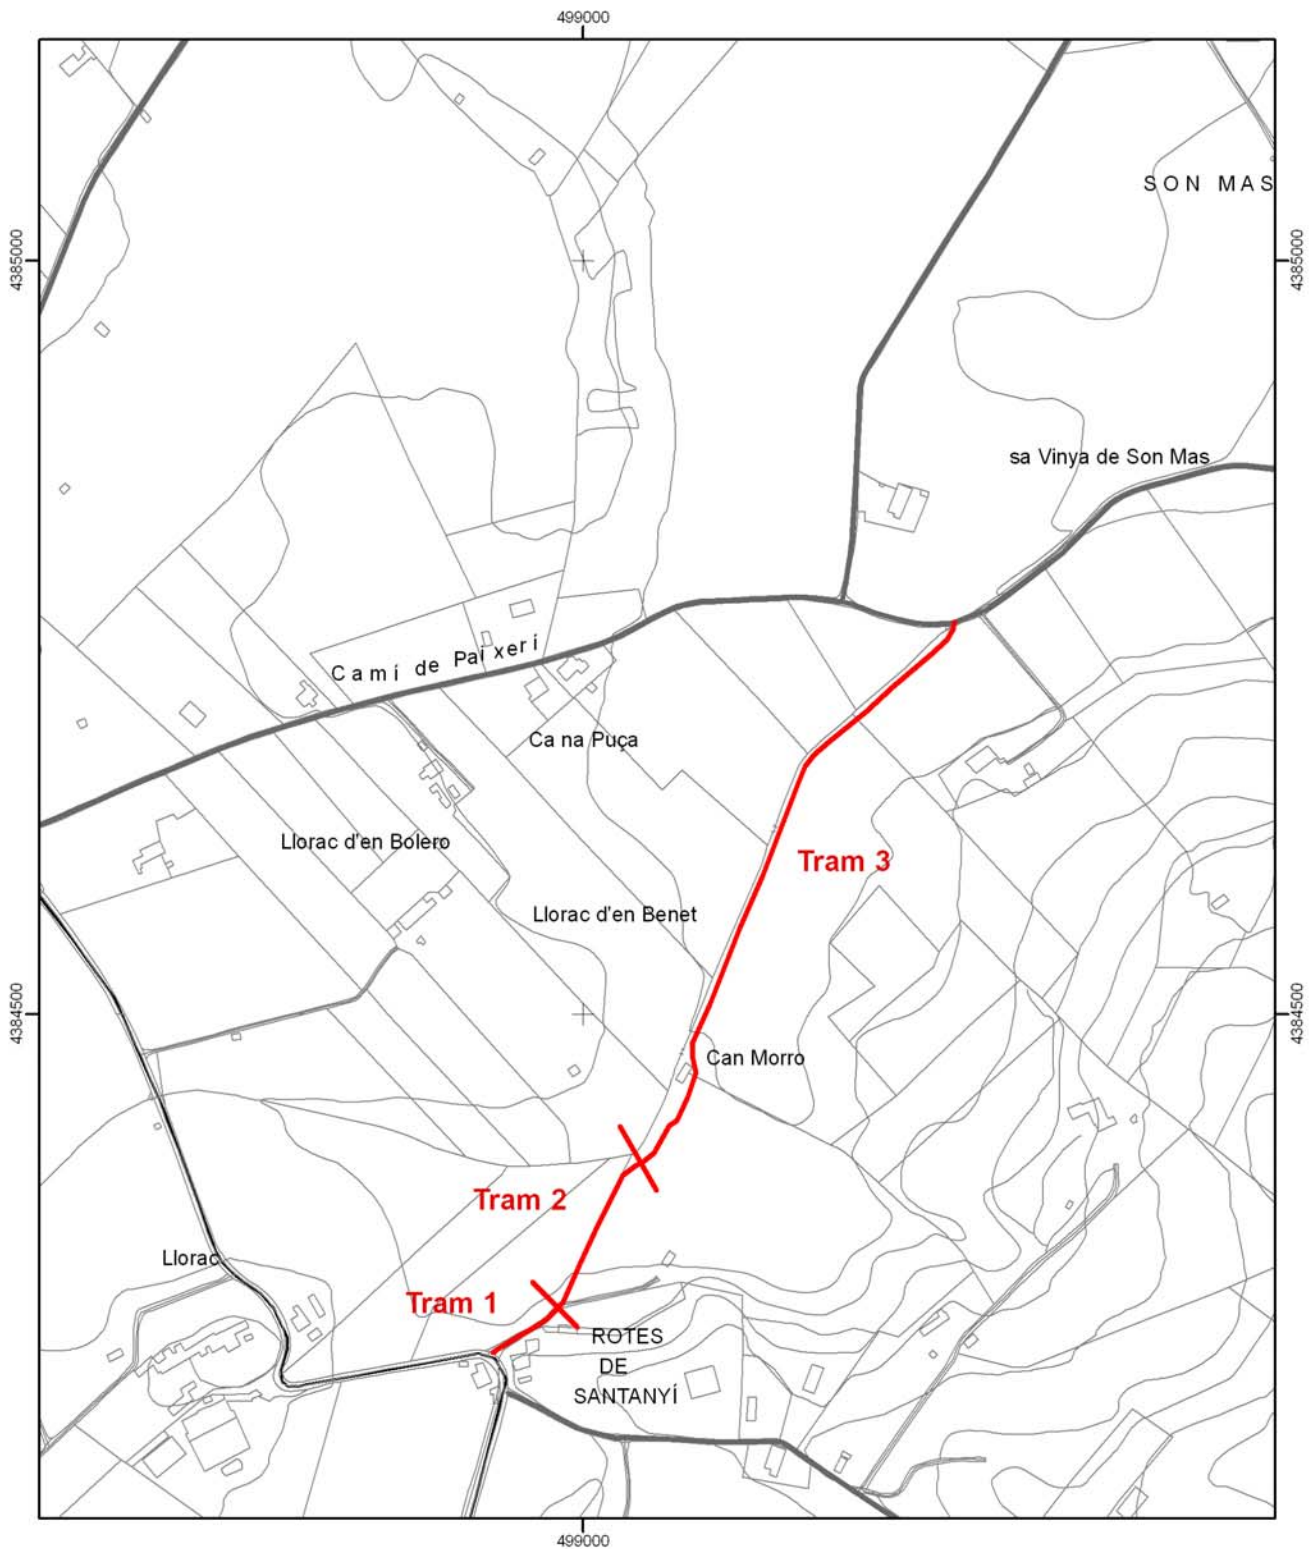 499000
SON MAS
4385000
4385000
sa Vinya de Son Mas
Camí de Paixerí
Ca na Puça
Llorac d'en Bolero
Tram 3
Llorac d'en Benet
4384500
4384500
Can Morro
Tram 2
Llorac
Tram 1
ROTES
DE
SANTANYÍ
499000